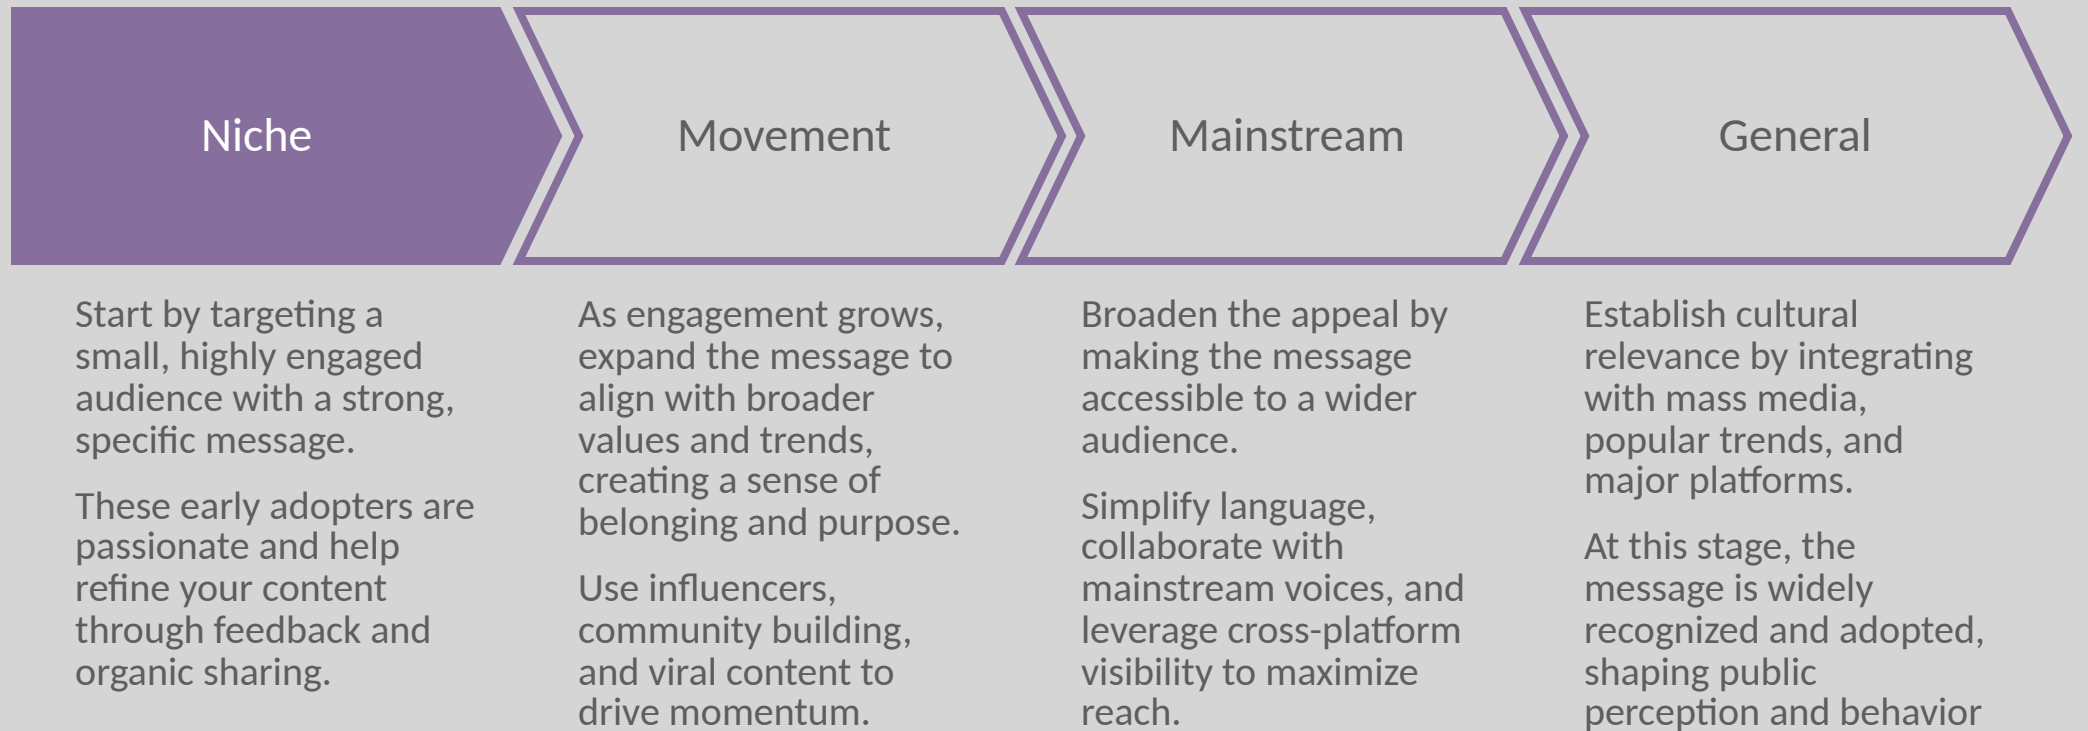 Niche
Start by targeting a
small, highly engaged
audience with a strong,
specific message.
These early adopters are
passionate and help
refine your content
through feedback and
organic sharing.
Movement
As engagement grows,
expand the message to
align with broader
values and trends,
creating a sense of
belonging and purpose.
Use influencers,
community building,
and viral content to
drive momentum.
Mainstream
Broaden the appeal by
making the message
accessible to a wider
audience.
Simplify language,
collaborate with
mainstream voices, and
leverage cross-platform
visibility to maximize
reach.
General
Establish cultural
relevance by integrating
with mass media,
popular trends, and
major platforms.
At this stage, the
message is widely
recognized and adopted,
shaping public
perception and behavior